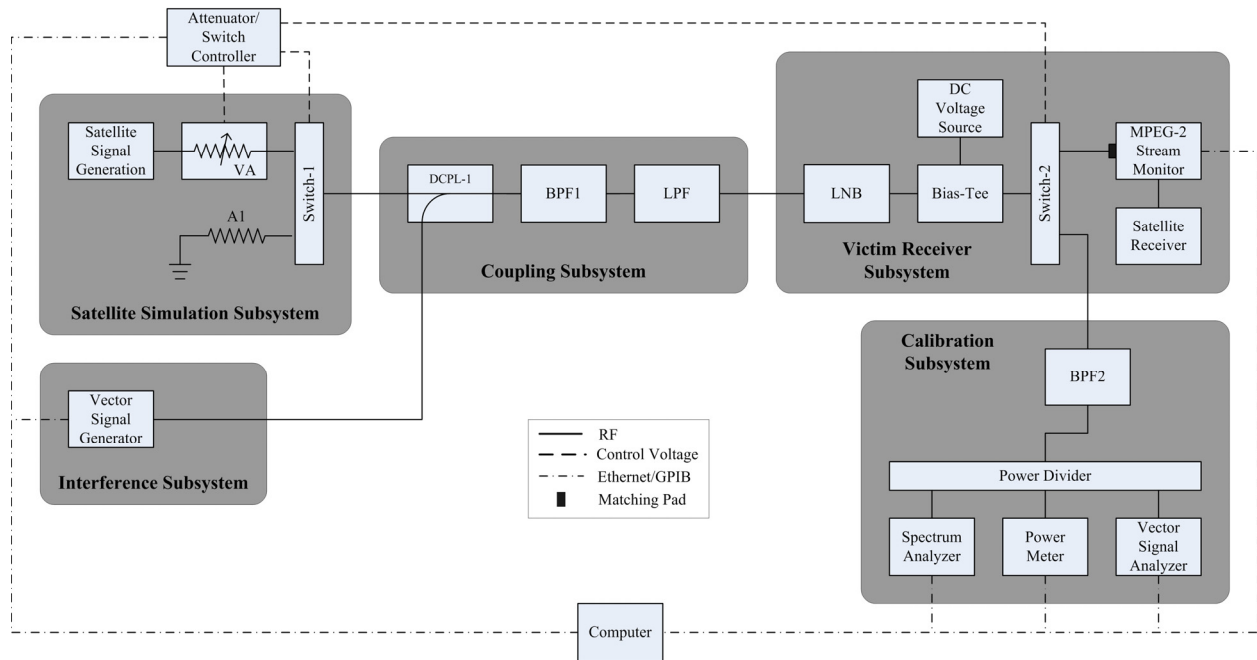 Attenuator/
Switch
Controller
Satellite
Signal
Generation
VA
Switch-1
A1
Satellite Simulation Subsystem
DCPL-1
BPF1
LPF
Coupling Subsystem
DC
Voltage
Source
LNB
Bias-Tee
Switch-2
MPEG-2
Stream
Monitor
Satellite
Receiver
Victim Receiver
Subsystem
Vector
Signal
Generator
Interference Subsystem
RF
Control Voltage
Ethernet/GPIB
Matching Pad
Calibration
Subsystem
BPF2
Power Divider
Spectrum
Analyzer
Power
Meter
Vector
Signal
Analyzer
Computer